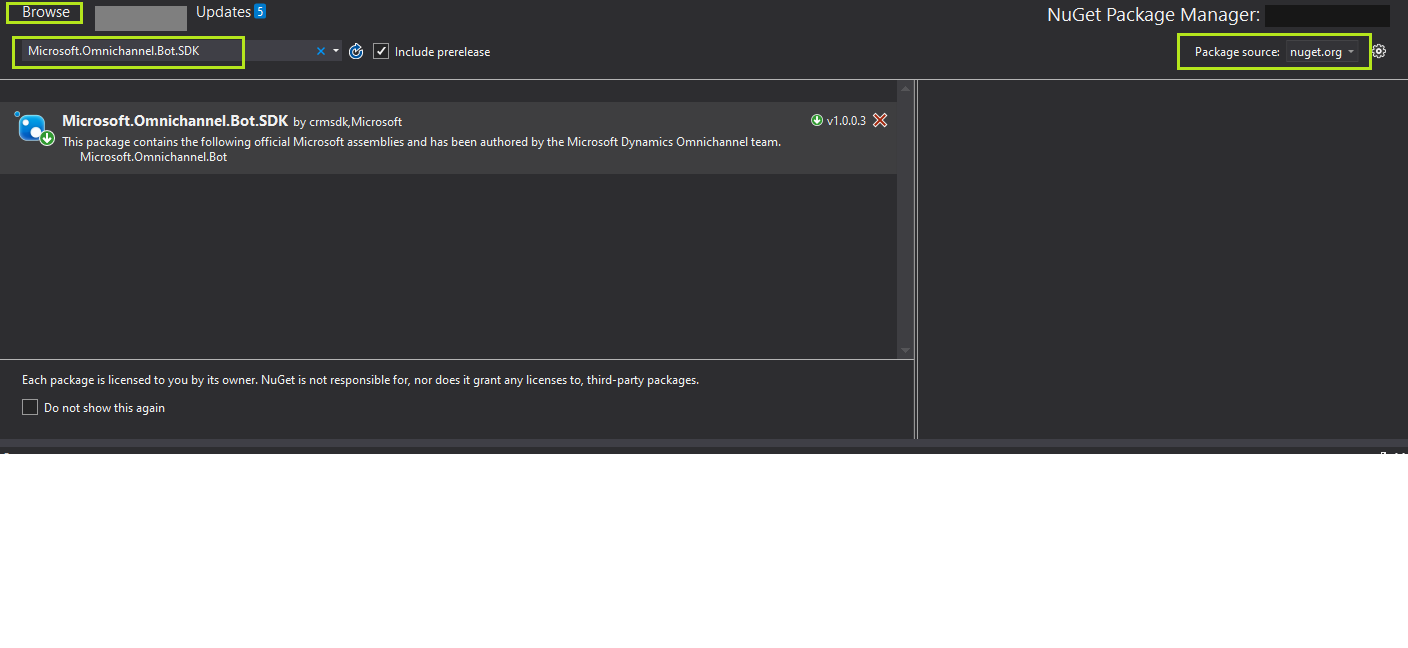 Browse
Updates 5
NuGet Package Manager:
Microsoft.Omnichannel.Bot.SDK
Include prerelease
Package source: nuget.org
Microsoft.Omnichannel.Bot.SDK by crmsdk,Microsoft
v1.0.0.3
This package contains the following official Microsoft assemblies and has been authored by the Microsoft Dynamics Omnichannel team.
Microsoft.Omnichannel.Bot
Each package is licensed to you by its owner. NuGet is not responsible for, nor does it grant any licenses to, third-party packages.
Do not show this again